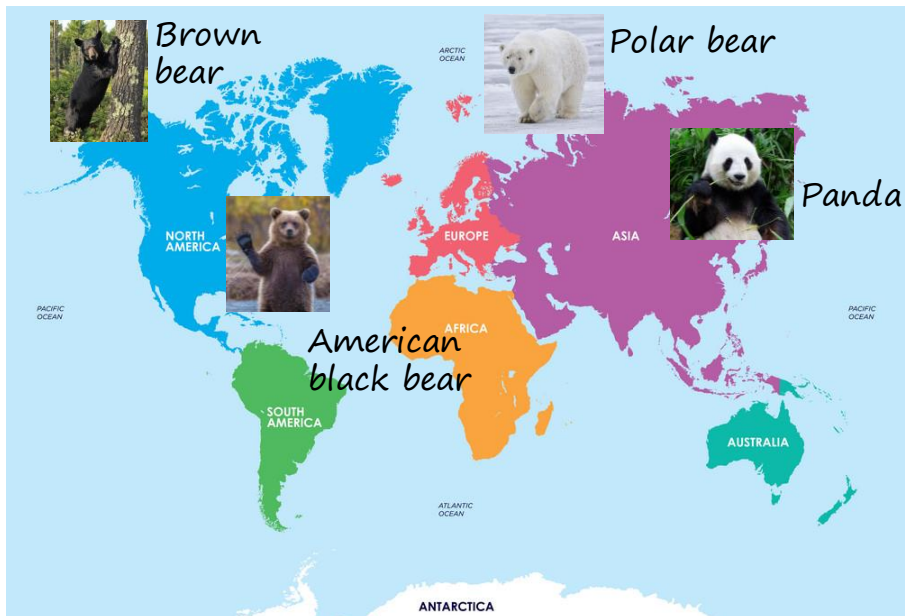 Brown
bear
Polar bear
ARCTIC
OCEAN
Panda
NORTH
AMERICA
EUROPE
ASIA
PACIFIC
OCEAN
PACIFIC
OCEAN
AFRICA
American
black bear
SOUTH
AMERICA
AUSTRALIA
ATLANTIC
OCEAN
ANTARCTICA